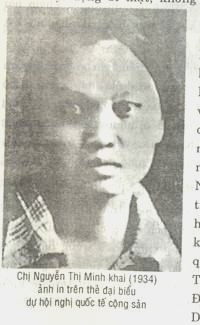 Chị Nguyễn Thị Minh khai (1934)
ảnh in trên thẻ đại biểu
dự hội nghị quốc tế cộng sản